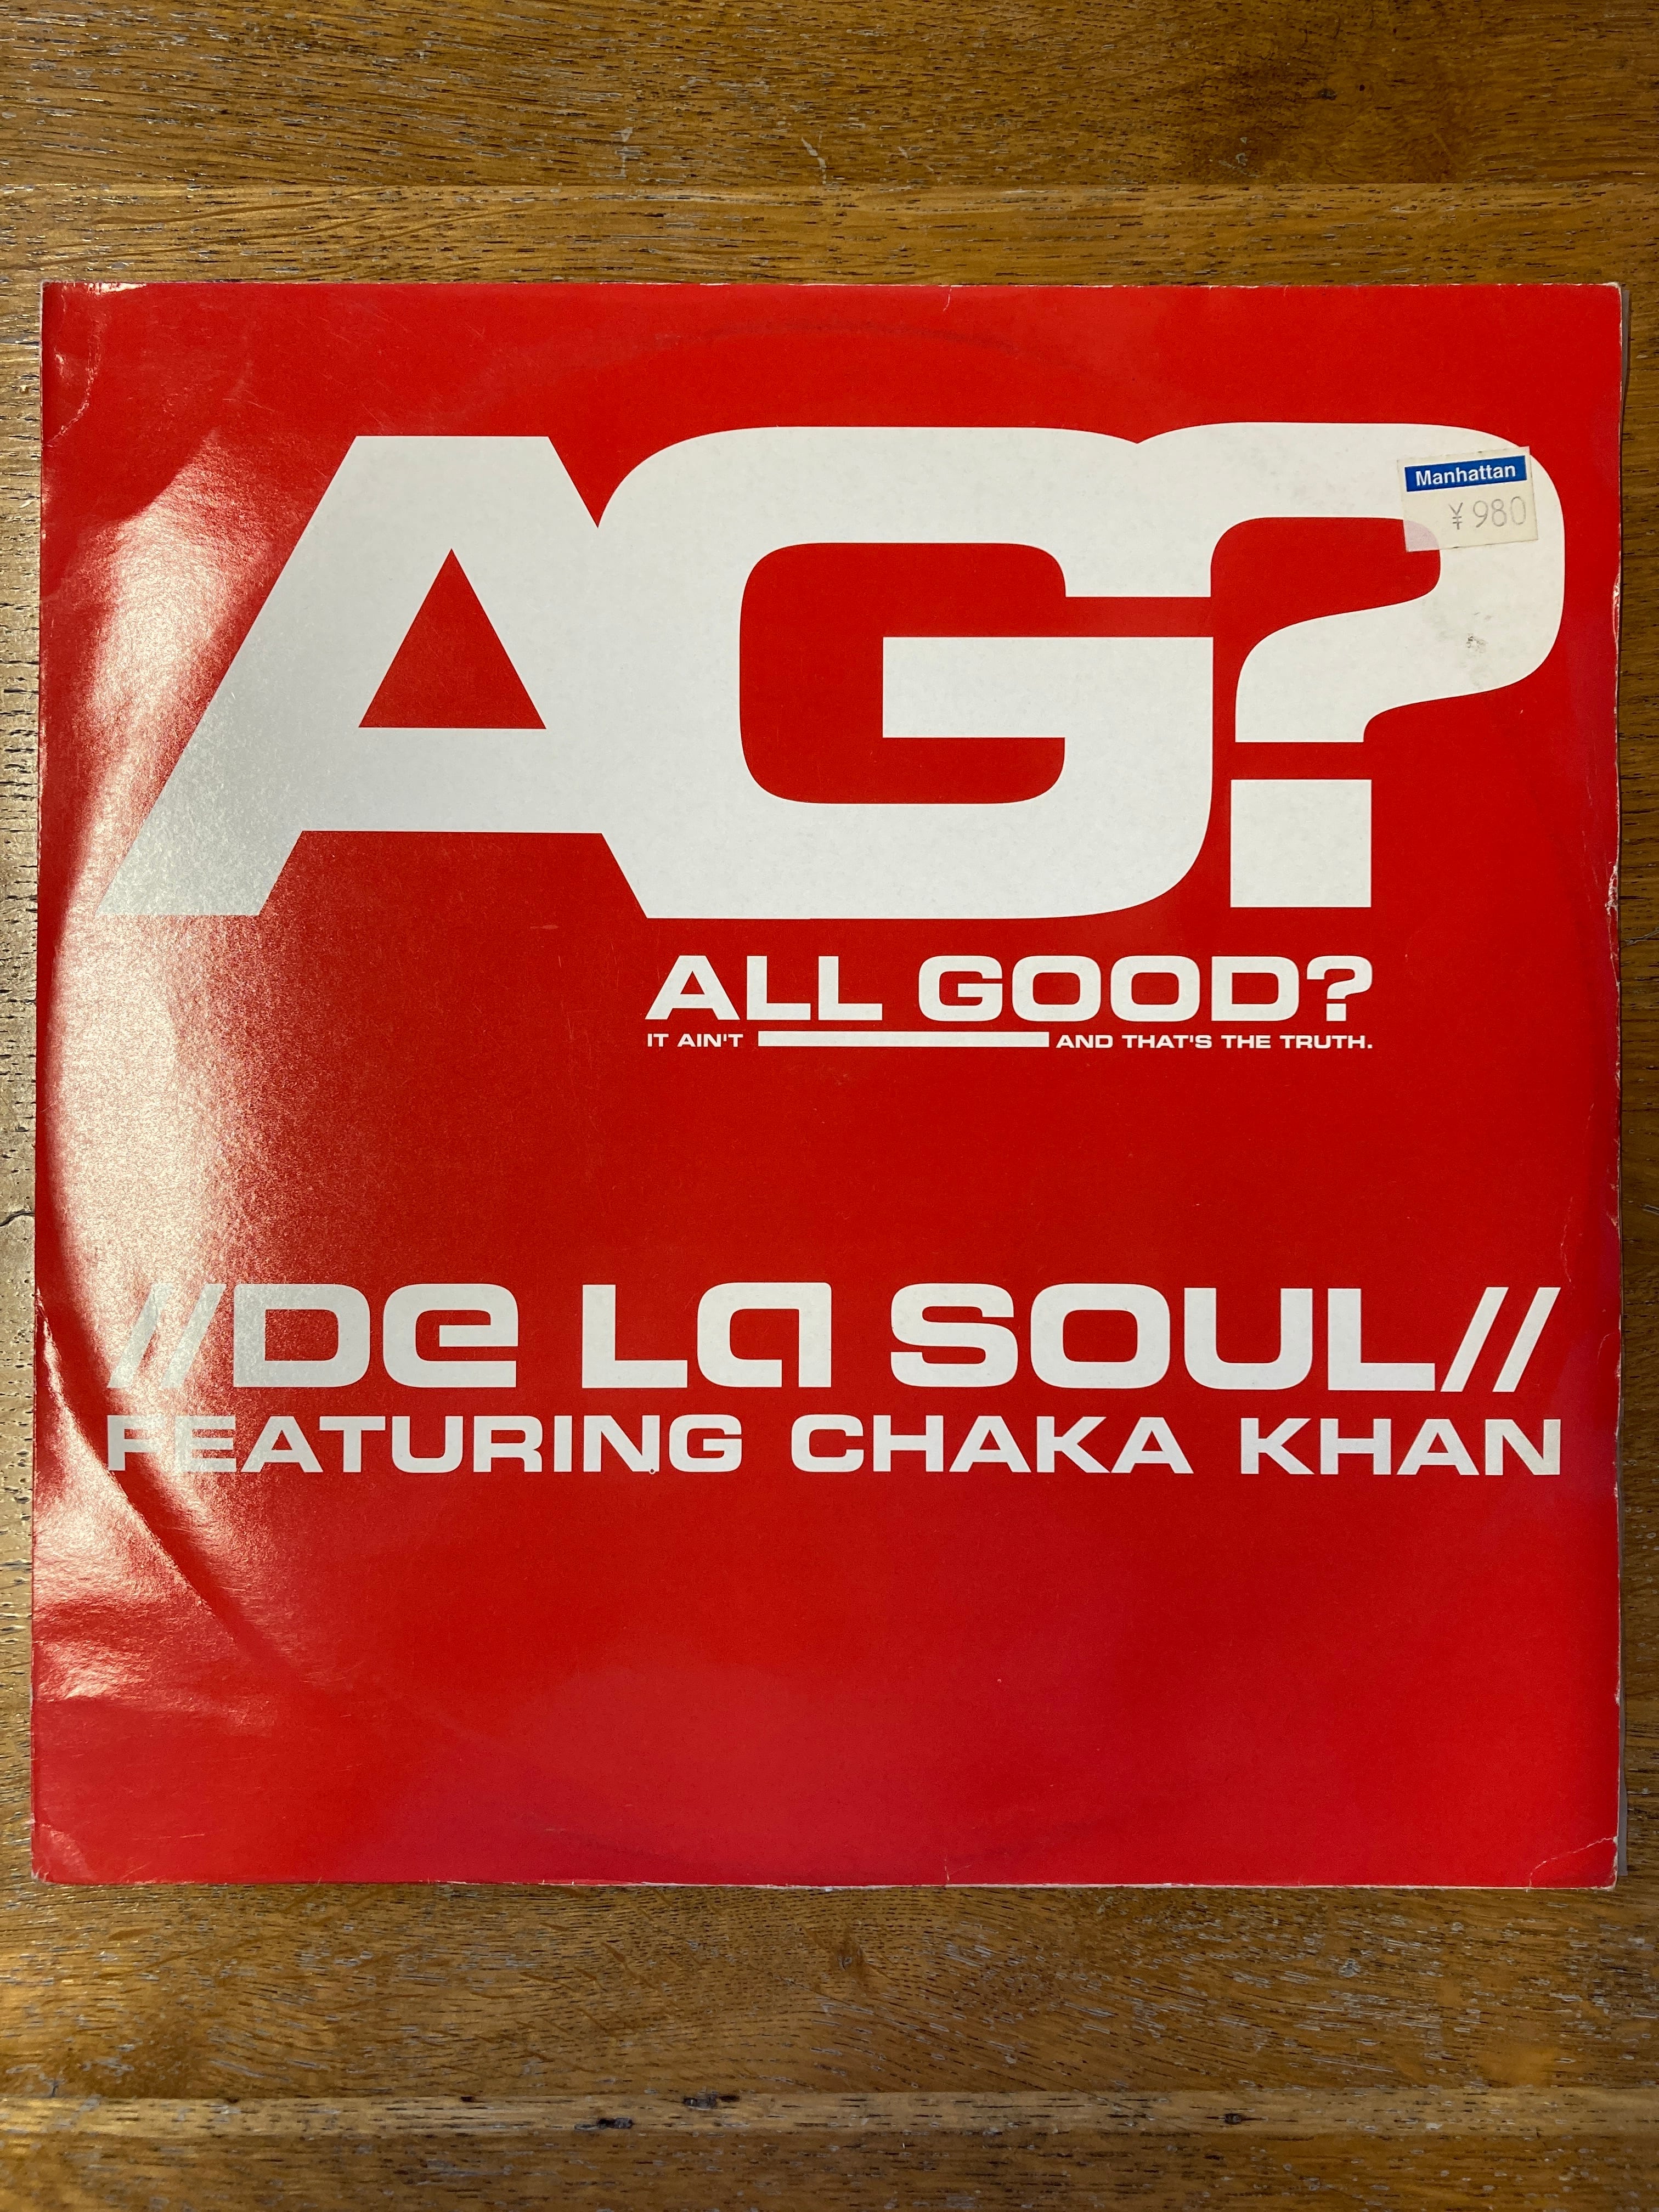 AG?
Manhattan
¥980
ALL GOOD?
IT AIN'T AND THAT'S THE TRUTH.
//De La SOUL//
FEATURING CHAKA KHAN